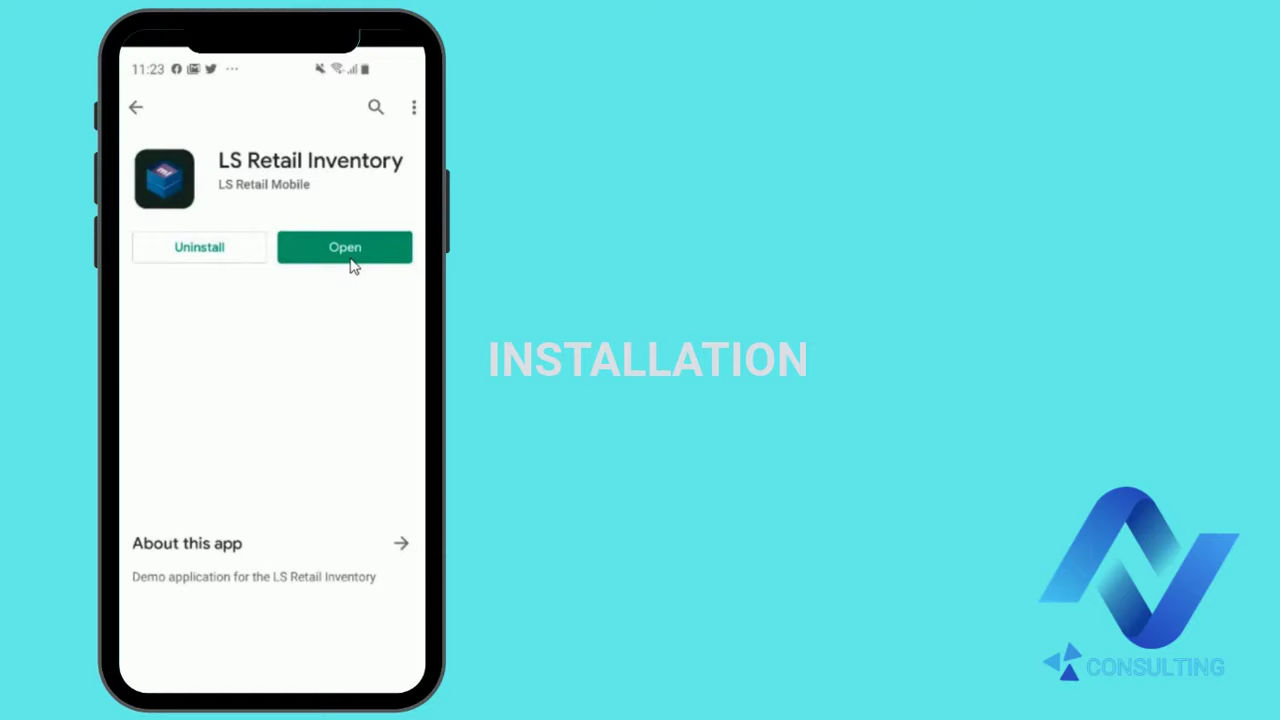 11:23
LS Retail Inventory
LS Retail Mobile
Uninstall
Open
INSTALLATION
About this app
Demo application for the LS Retail Inventory
CONSULTING